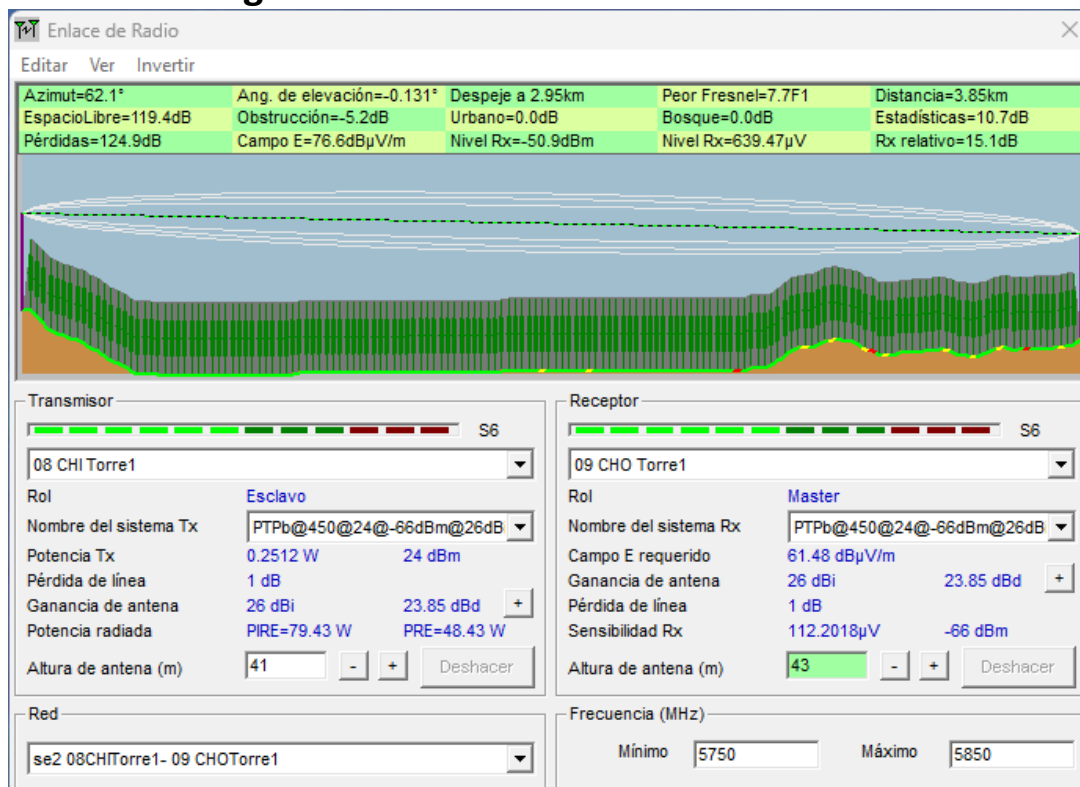 Enlace de Radio
Editar Ver Invertir
Azimut=62.1° Ang. de elevación=-0.131° Despeje a 2.95km Peor Fresnel=7.7F1 Distancia=3.85km
EspacioLibre=119.4dB Obstrucción=-5.2dB Urbano=0.0dB Bosque=0.0dB Estadísticas=10.7dB
Pérdidas=124.9dB Campo E=76.6dBµV/m Nivel Rx=-50.9dBm Nivel Rx=639.47µV Rx relativo=15.1dB
Transmisor
S6
08 CHI Torre1
Rol Esclavo
Nombre del sistema Tx PTPb@450@24@-66dBm@26dB
Potencia Tx 0.2512 W 24 dBm
Pérdida de línea 1 dB
Ganancia de antena 26 dBi 23.85 dBd +
Potencia radiada PIRE=79.43 W PRE=48.43 W
Altura de antena (m) 41 - + Deshacer
Receptor
S6
09 CHO Torre1
Rol Master
Nombre del sistema Rx PTPb@450@24@-66dBm@26dB
Campo E requerido 61.48 dBµV/m
Ganancia de antena 26 dBi 23.85 dBd +
Pérdida de línea 1 dB
Sensibilidad Rx 112.2018µV -66 dBm
Altura de antena (m) 43 - + Deshacer
Red
se2 08CHITorre1- 09 CHOTorre1
Frecuencia (MHz)
Mínimo 5750 Máximo 5850